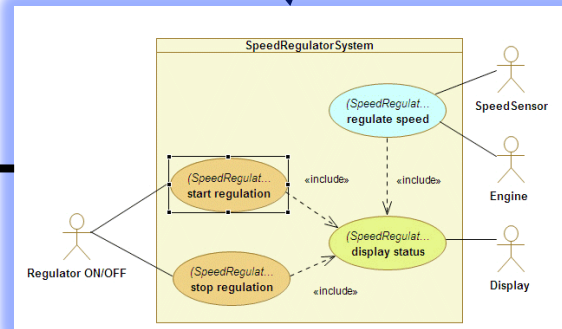 SpeedRegulatorSystem
(SpeedRegulat...
regulate speed
SpeedSensor
(SpeedRegulat...
start regulation
«include»
«include»
Engine
Regulator ON/OFF
(SpeedRegulat...
display status
(SpeedRegulat...
stop regulation
«include»
Display